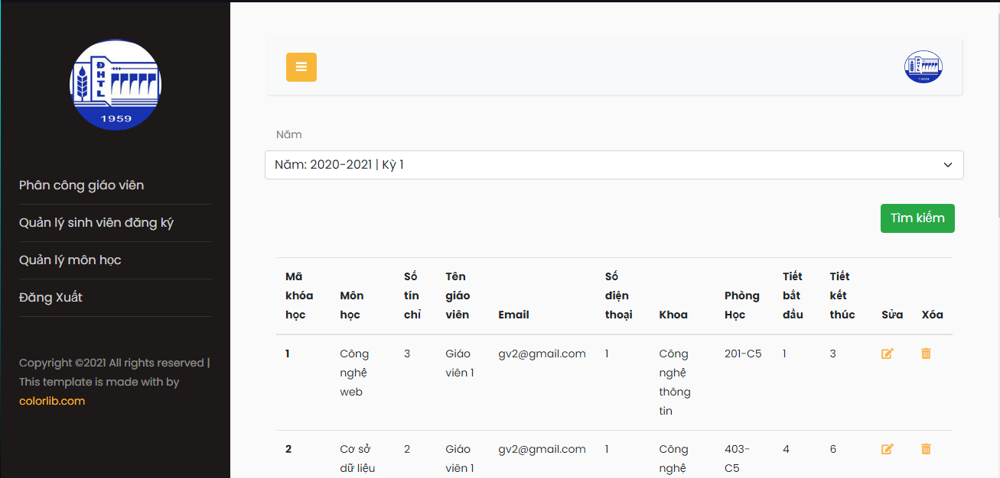 ĐHTL
1959
Phân công giáo viên
Quản lý sinh viên đăng ký
Quản lý môn học
Đăng Xuất
Copyright ©2021 All rights reserved |
This template is made with by
colorlib.com
ĐHTL
1959
Năm
Năm: 2020-2021 | Kỳ 1
Tìm kiếm
Mã khóa học Môn học Số tín chỉ Tên giáo viên Email Số điện thoại Khoa Phòng Học Tiết bắt đầu Tiết kết thúc Sửa Xóa
1 Công nghệ web 3 Giáo viên 1 gv2@gmail.com 1 Công nghệ thông tin 201-C5 1 3
2 Cơ sở dữ liệu 2 Giáo viên 1 gv2@gmail.com 1 Công nghệ 403-C5 4 6